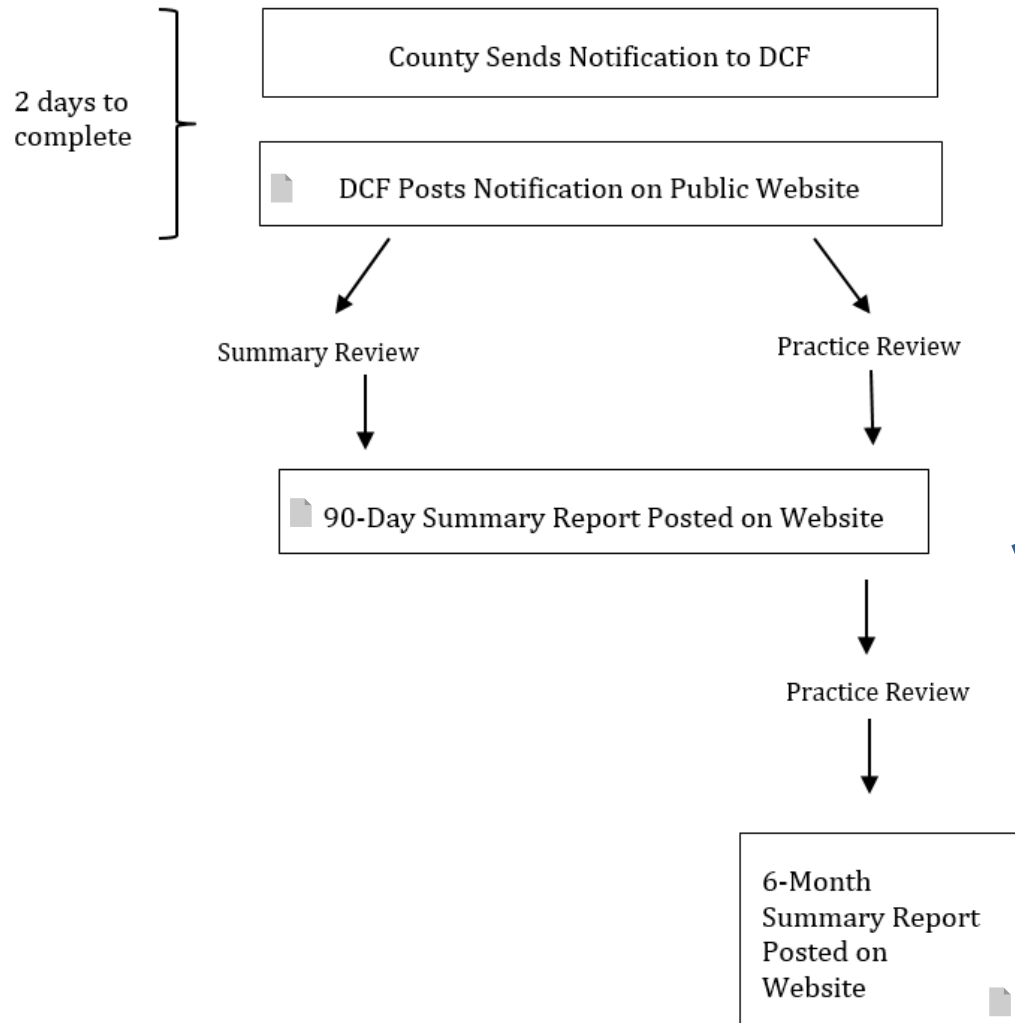 County Sends Notification to DCF
2 days to
complete
DCF Posts Notification on Public Website
Summary Review
Practice Review
90-Day Summary Report Posted on Website
Practice Review
6-Month
Summary Report
Posted on
Website